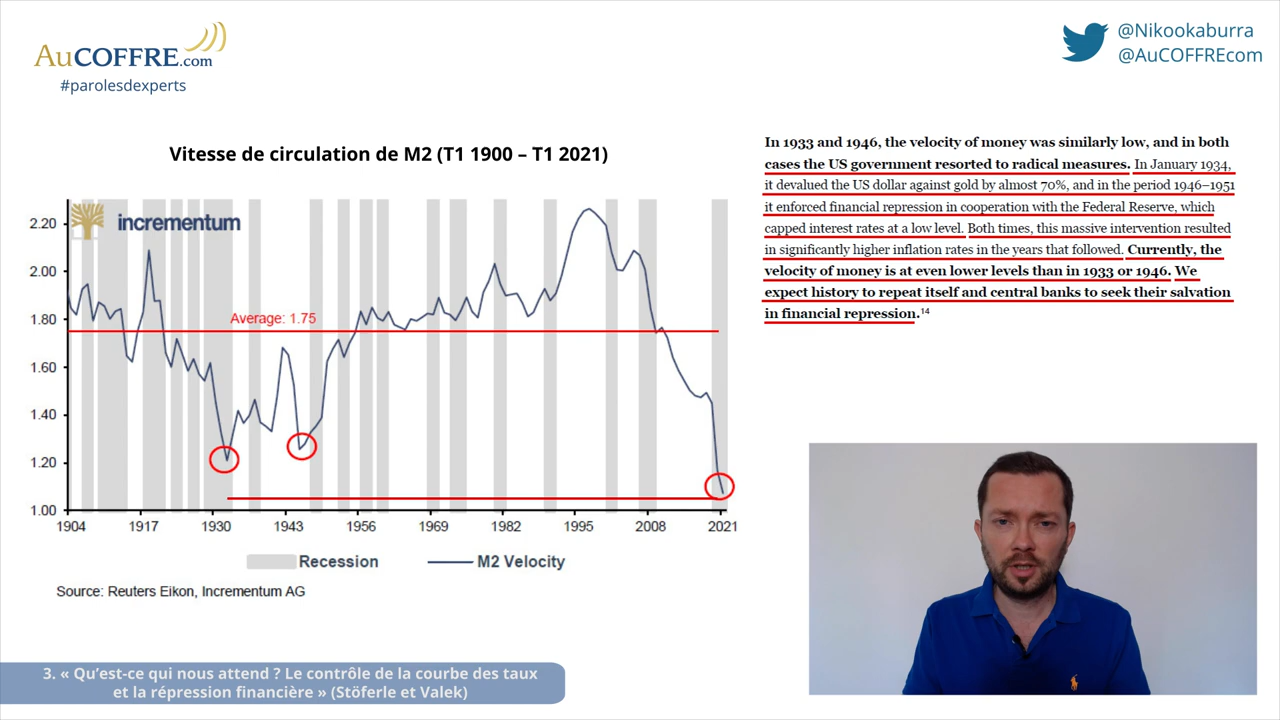 AuCOFFRE.com
#parolesdexperts
@Nikookaburra
@AuCOFFREcom
Vitesse de circulation de M2 (T1 1900 – T1 2021)
incrementum
2.20
2.00
1.80
1.60
1.40
1.20
1.00
Average: 1.75
1904 1917 1930 1943 1956 1969 1982 1995 2008 2021
Recession M2 Velocity
Source: Reuters Eikon, Incrementum AG
In 1933 and 1946, the velocity of money was similarly low, and in both
cases the US government resorted to radical measures. In January 1934,
it devalued the US dollar against gold by almost 70%, and in the period 1946–1951
it enforced financial repression in cooperation with the Federal Reserve, which
capped interest rates at a low level. Both times, this massive intervention resulted
in significantly higher inflation rates in the years that followed. Currently, the
velocity of money is at even lower levels than in 1933 or 1946. We
expect history to repeat itself and central banks to seek their salvation
in financial repression.¹⁴
3. « Qu’est-ce qui nous attend ? Le contrôle de la courbe des taux
et la répression financière » (Stöferle et Valek)